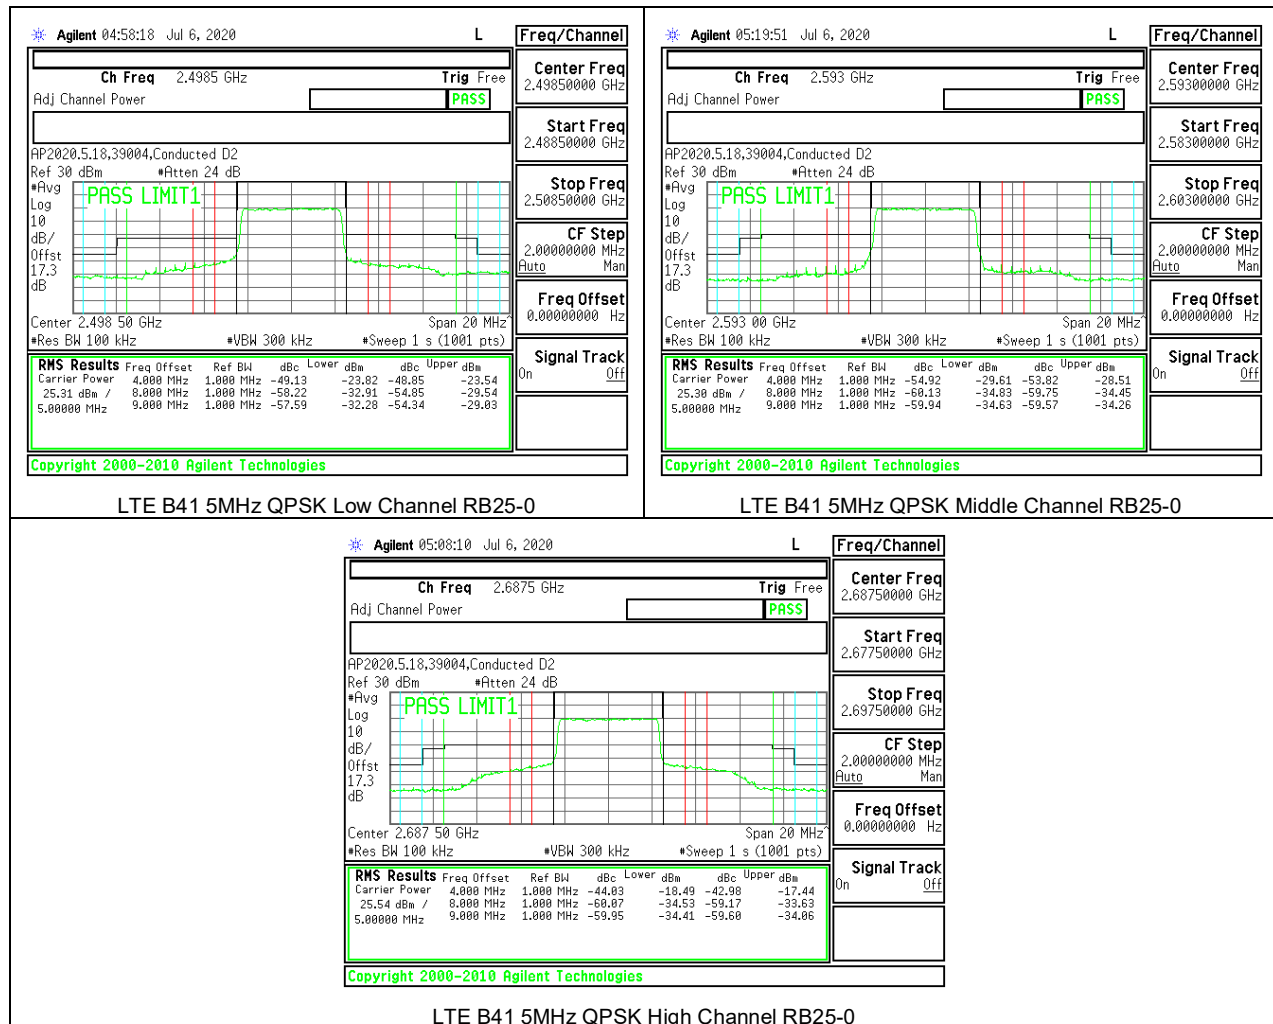 Agilent 04:58:18 Jul 6, 2020 L Freq/Channel
Ch Freq 2.4985 GHz Trig Free
Adj Channel Power PASS
AP2020.5.18,39004,Conducted D2
Ref 30 dBm #Atten 24 dB
#Avg
Log
10
dB/
Offst
17.3
dB
PASS LIMIT1
Center 2.498 50 GHz Span 20 MHz^
#Res BW 100 kHz #VBW 300 kHz #Sweep 1 s (1001 pts)
RMS Results Freq Offset Ref BW dBc Lower dBm dBc Upper dBm
Carrier Power 4.000 MHz 1.000 MHz -49.13 -23.82 -48.85 -23.54
25.31 dBm / 8.000 MHz 1.000 MHz -58.22 -32.91 -54.85 -29.54
5.00000 MHz 9.000 MHz 1.000 MHz -57.59 -32.28 -54.34 -29.03
Copyright 2000-2010 Agilent Technologies
Center Freq
2.49850000 GHz
Start Freq
2.48850000 GHz
Stop Freq
2.50850000 GHz
CF Step
2.00000000 MHz
Auto Man
Freq Offset
0.00000000 Hz
Signal Track
On Off
LTE B41 5MHz QPSK Low Channel RB25-0
Agilent 05:19:51 Jul 6, 2020 L Freq/Channel
Ch Freq 2.593 GHz Trig Free
Adj Channel Power PASS
AP2020.5.18,39004,Conducted D2
Ref 30 dBm #Atten 24 dB
#Avg
Log
10
dB/
Offst
17.3
dB
PASS LIMIT1
Center 2.593 00 GHz Span 20 MHz^
#Res BW 100 kHz #VBW 300 kHz #Sweep 1 s (1001 pts)
RMS Results Freq Offset Ref BW dBc Lower dBm dBc Upper dBm
Carrier Power 4.000 MHz 1.000 MHz -54.92 -29.61 -53.82 -28.51
25.30 dBm / 8.000 MHz 1.000 MHz -60.13 -34.83 -59.75 -34.45
5.00000 MHz 9.000 MHz 1.000 MHz -59.94 -34.63 -59.57 -34.26
Copyright 2000-2010 Agilent Technologies
Center Freq
2.59300000 GHz
Start Freq
2.58300000 GHz
Stop Freq
2.60300000 GHz
CF Step
2.00000000 MHz
Auto Man
Freq Offset
0.00000000 Hz
Signal Track
On Off
LTE B41 5MHz QPSK Middle Channel RB25-0
Agilent 05:08:10 Jul 6, 2020 L Freq/Channel
Ch Freq 2.6875 GHz Trig Free
Adj Channel Power PASS
AP2020.5.18,39004,Conducted D2
Ref 30 dBm #Atten 24 dB
#Avg
Log
10
dB/
Offst
17.3
dB
PASS LIMIT1
Center 2.687 50 GHz Span 20 MHz^
#Res BW 100 kHz #VBW 300 kHz #Sweep 1 s (1001 pts)
RMS Results Freq Offset Ref BW dBc Lower dBm dBc Upper dBm
Carrier Power 4.000 MHz 1.000 MHz -44.03 -18.49 -42.98 -17.44
25.54 dBm / 8.000 MHz 1.000 MHz -60.07 -34.53 -59.17 -33.63
5.00000 MHz 9.000 MHz 1.000 MHz -59.95 -34.41 -59.60 -34.06
Copyright 2000-2010 Agilent Technologies
Center Freq
2.68750000 GHz
Start Freq
2.67750000 GHz
Stop Freq
2.69750000 GHz
CF Step
2.00000000 MHz
Auto Man
Freq Offset
0.00000000 Hz
Signal Track
On Off
LTE B41 5MHz QPSK High Channel RB25-0